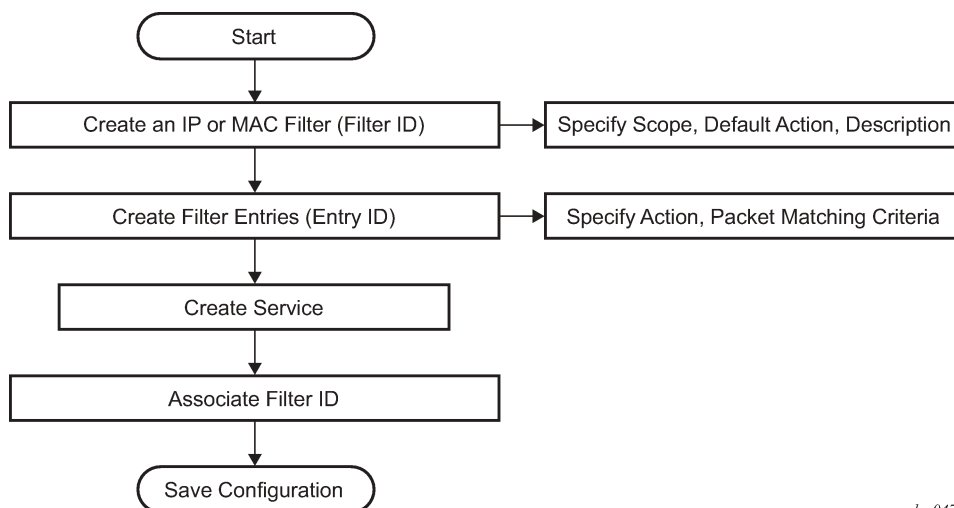 Start
Create an IP or MAC Filter (Filter ID)
Specify Scope, Default Action, Description
Create Filter Entries (Entry ID)
Specify Action, Packet Matching Criteria
Create Service
Associate Filter ID
Save Configuration